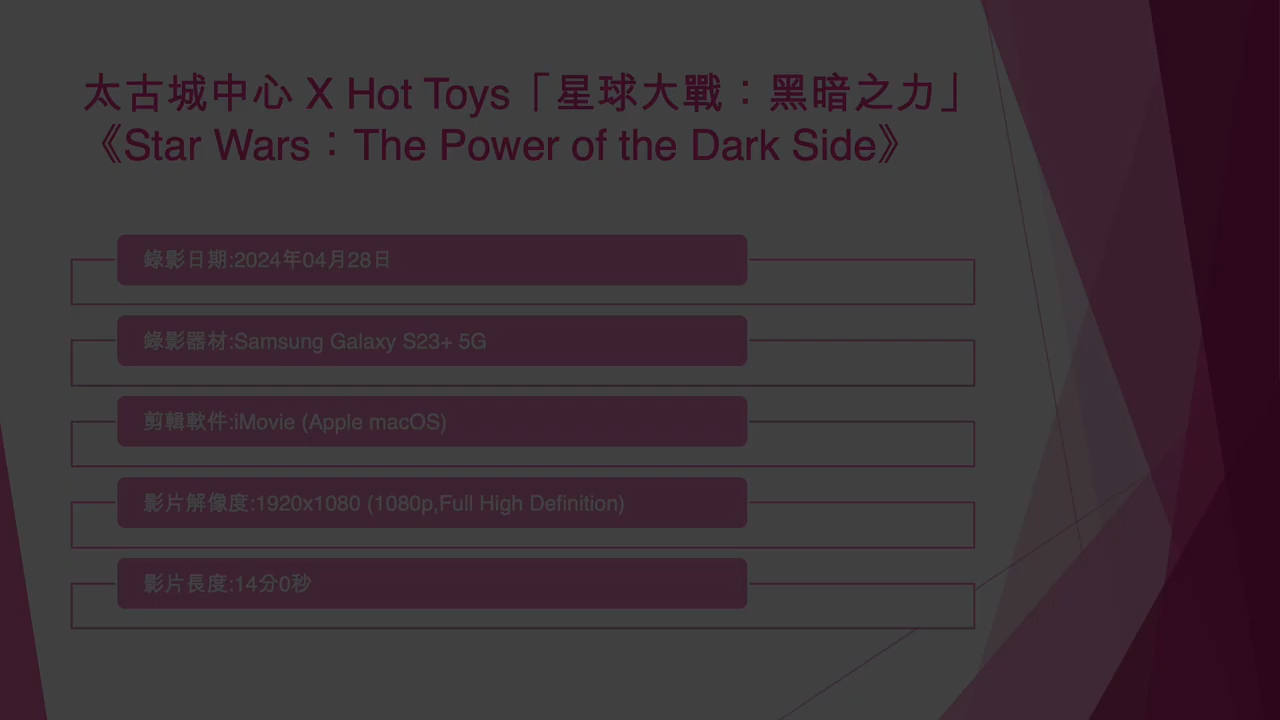 太古城中心 X Hot Toys「星球大戰：黑暗之力」
《Star Wars：The Power of the Dark Side》
錄影日期:2024年04月28日
錄影器材:Samsung Galaxy S23+ 5G
剪輯軟件:iMovie (Apple macOS)
影片解像度:1920x1080 (1080p,Full High Definition)
影片長度:14分0秒